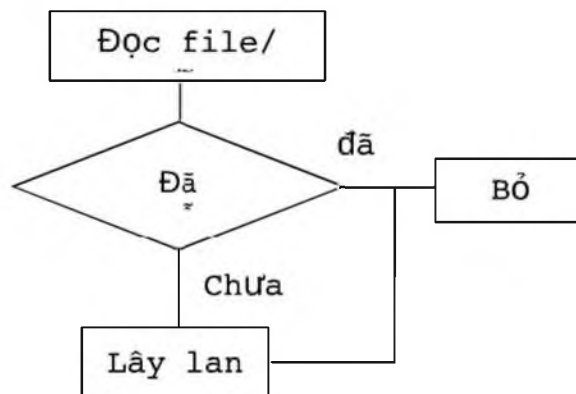 Đọc file/
Đã
đã
BỎ
Chưa
Lây lan